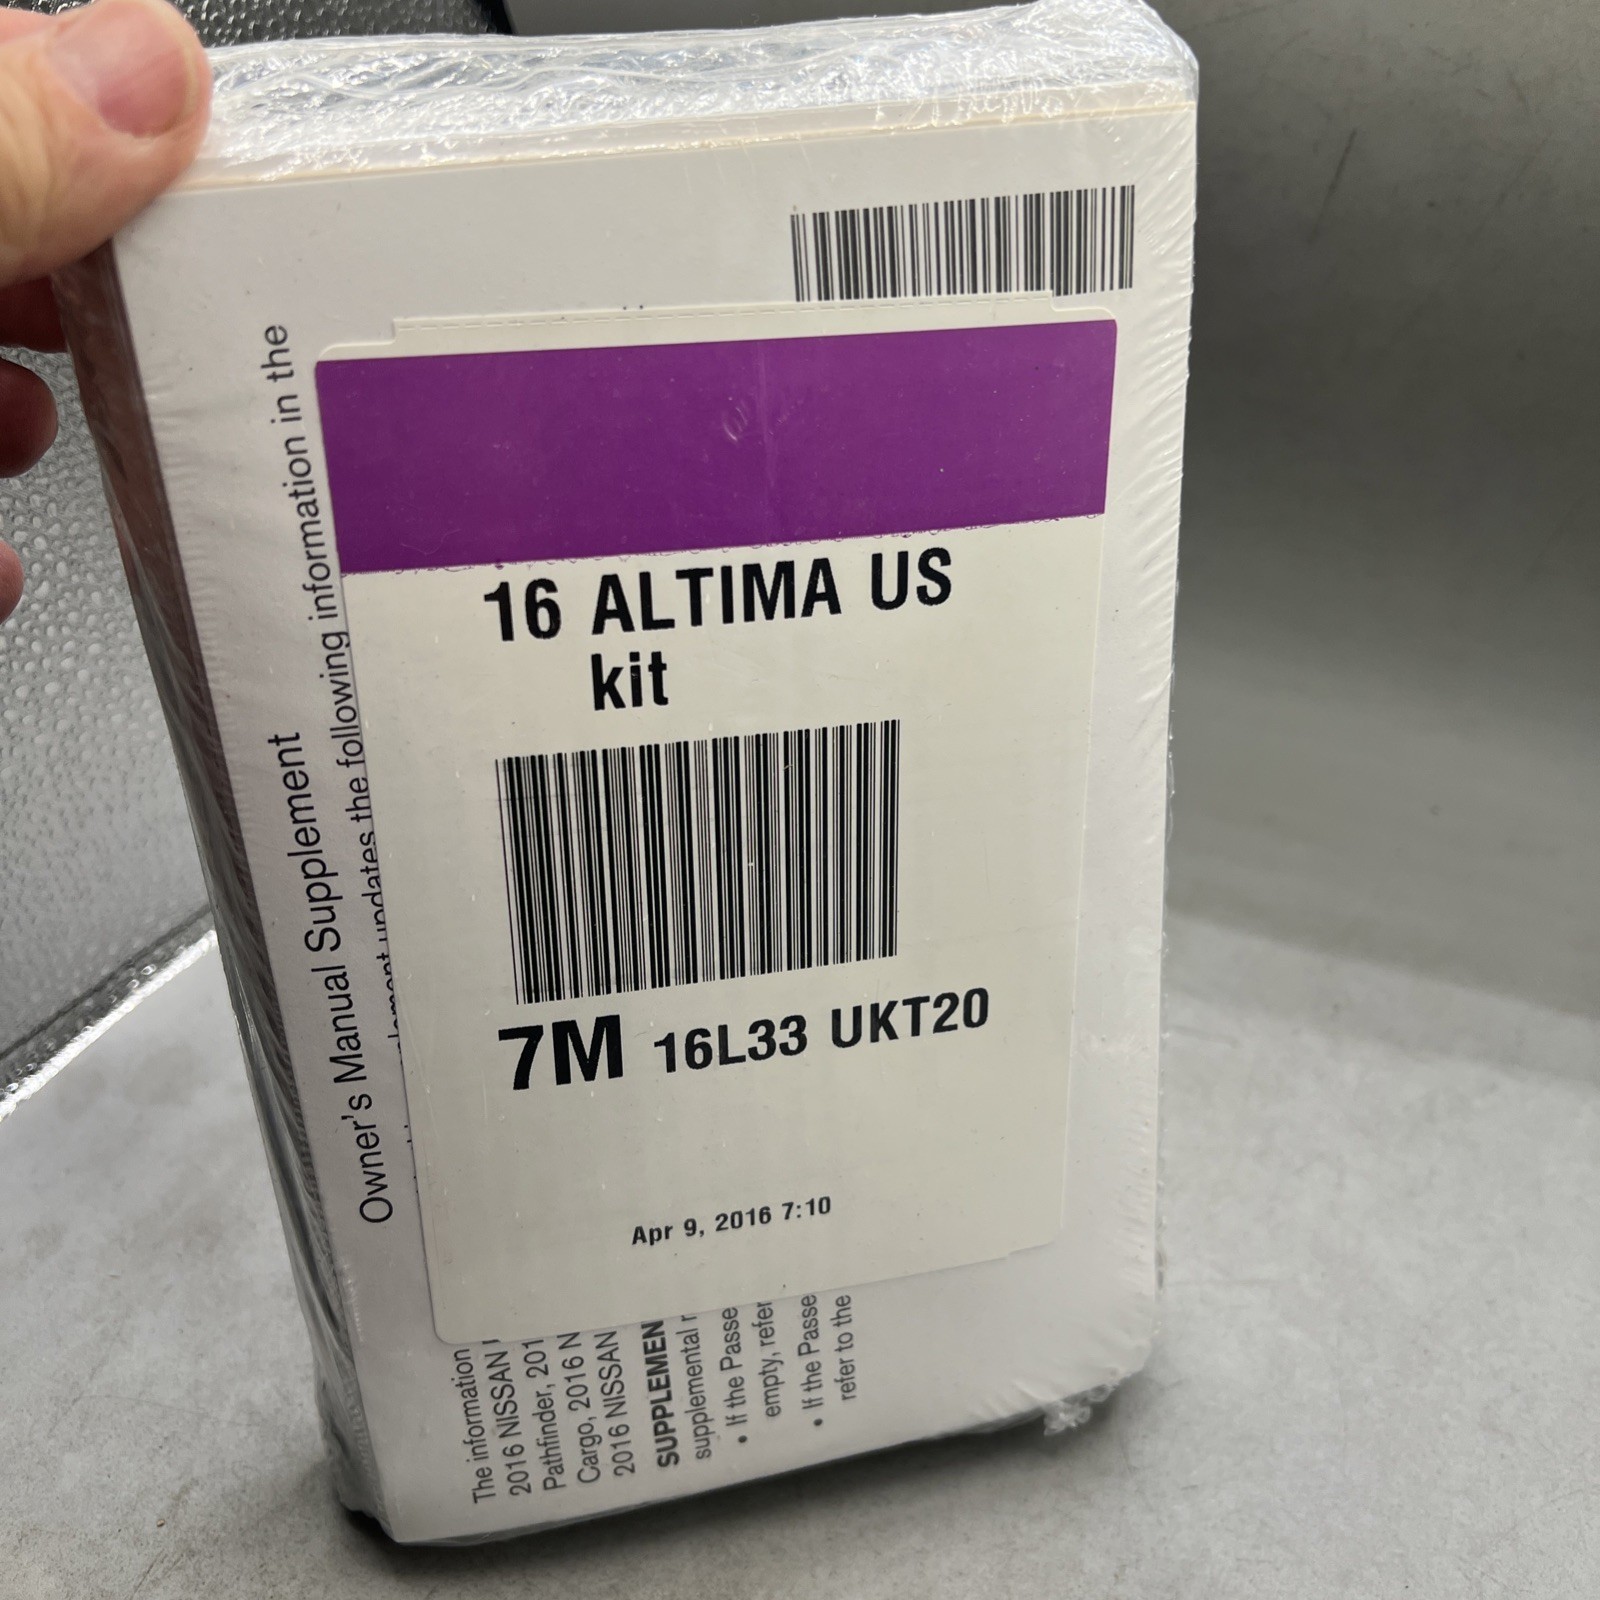 16 ALTIMA US
kit
7M 16L33 UKT20
Apr 9, 2016 7:10
Owner's Manual Supplement
updates the following information in the
The information
2016 NISSAN
Pathfinder, 201
Cargo, 2016 N
2016 NISSAN
SUPPLEMEN
supplemental r
• If the Passe
empty, refer
• If the Passe
refer to the